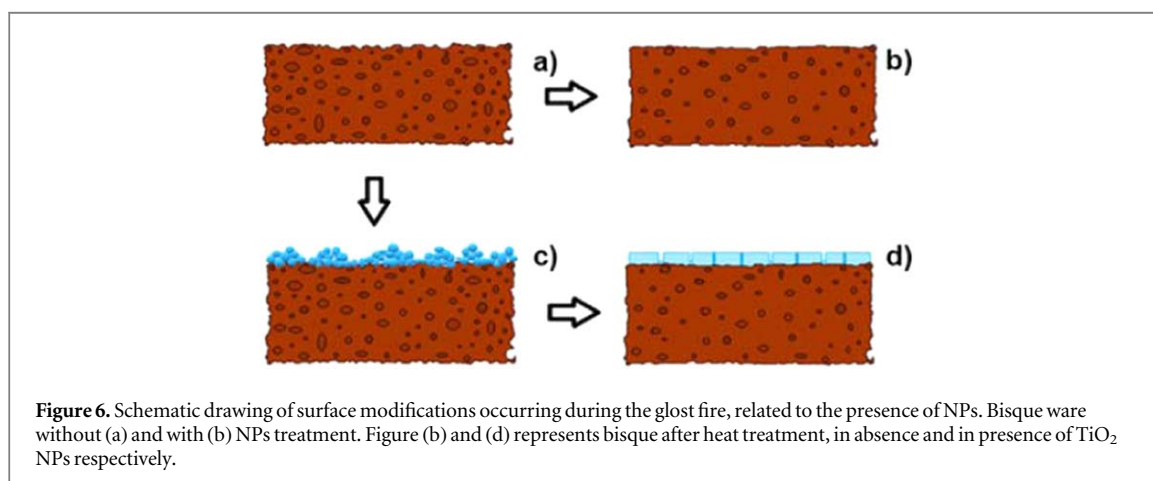 a)
b)
c)
d)
Figure 6. Schematic drawing of surface modifications occurring during the glost fire, related to the presence of NPs. Bisque ware
without (a) and with (b) NPs treatment. Figure (b) and (d) represents bisque after heat treatment, in absence and in presence of TiO₂
NPs respectively.